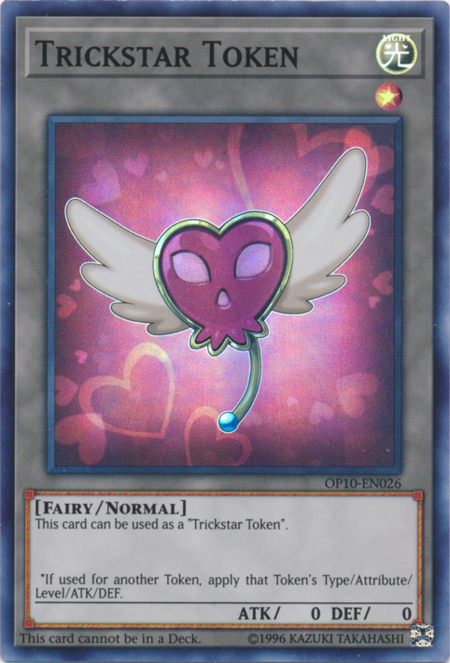 TRICKSTAR TOKEN
LIGHT
光
OP10-EN026
[FAIRY/NORMAL]
This card can be used as a "Trickstar Token".
*If used for another Token, apply that Token's Type/Attribute/
Level/ATK/DEF.
ATK/ 0 DEF/ 0
This card cannot be in a Deck. ©1996 KAZUKI TAKAHASHI